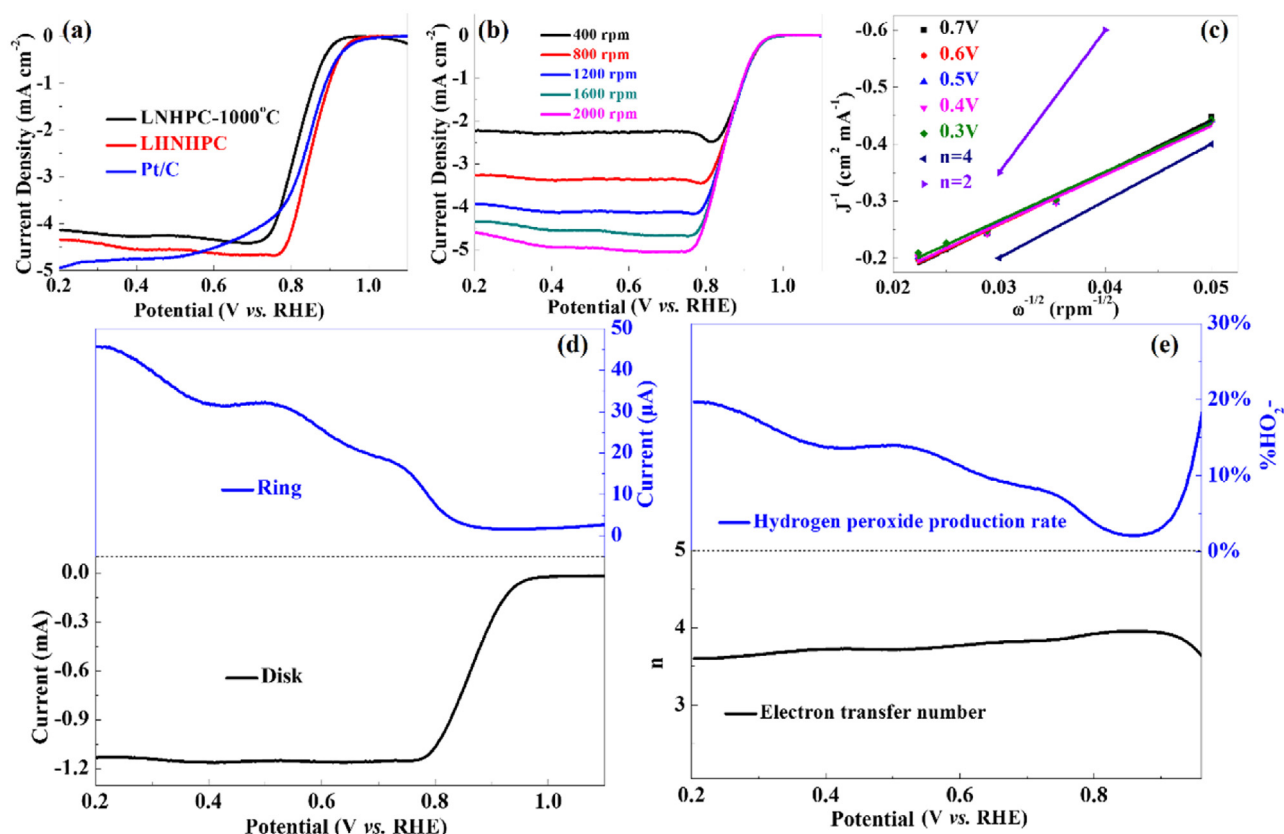 (a)
LNHPC-1000°C
LHNHPC
Pt/C
Current Density (mA cm⁻²)
0
-1
-2
-3
-4
-5
0.2 0.4 0.6 0.8 1.0
Potential (V vs. RHE)
(b)
400 rpm
800 rpm
1200 rpm
1600 rpm
2000 rpm
Current Density (mA cm⁻²)
0
-1
-2
-3
-4
-5
0.2 0.4 0.6 0.8 1.0
Potential (V vs. RHE)
(c)
0.7V
0.6V
0.5V
0.4V
0.3V
n=4
n=2
J⁻¹ (cm² mA⁻¹)
-0.6
-0.5
-0.4
-0.3
-0.2
0.02 0.03 0.04 0.05
ω⁻¹/² (rpm⁻¹/²)
(d)
Ring
Current (μA)
50
40
30
20
10
0
Disk
Current (mA)
0.0
-0.3
-0.6
-0.9
-1.2
0.2 0.4 0.6 0.8 1.0
Potential (V vs. RHE)
(e)
Hydrogen peroxide production rate
%HO₂-
30%
20%
10%
0%
Electron transfer number
n
5
4
3
n
0.2 0.4 0.6 0.8
Potential (V vs. RHE)